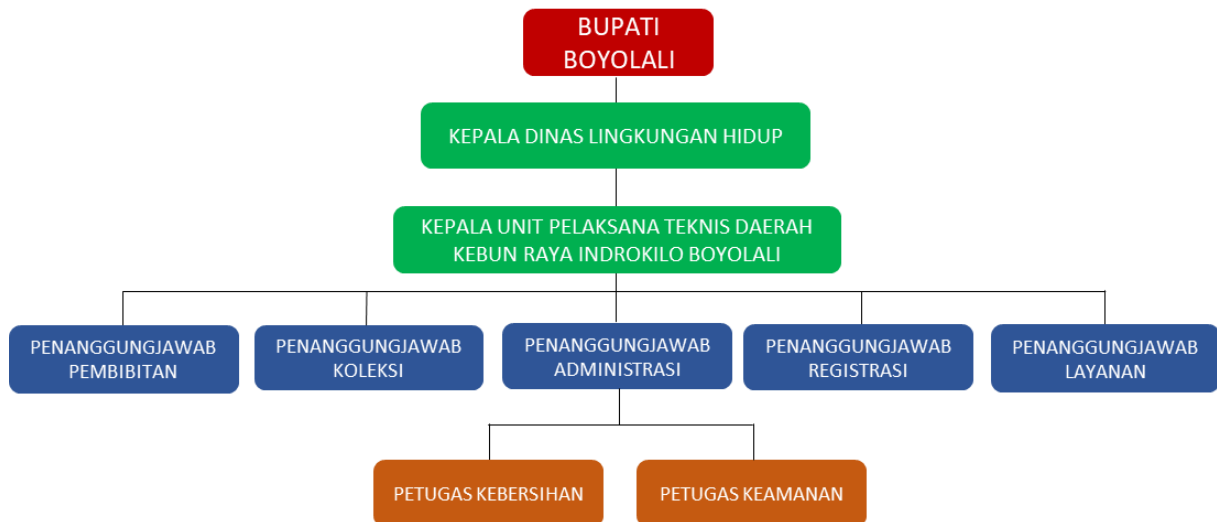 BUPATI
BOYOLALI
KEPALA DINAS LINGKUNGAN HIDUP
KEPALA UNIT PELAKSANA TEKNIS DAERAH
KEBUN RAYA INDROKILO BOYOLALI
PENANGGUNGJAWAB
PEMBIBITAN
PENANGGUNGJAWAB
KOLEKSI
PENANGGUNGJAWAB
ADMINISTRASI
PENANGGUNGJAWAB
REGISTRASI
PENANGGUNGJAWAB
LAYANAN
PETUGAS KEBERSIHAN
PETUGAS KEAMANAN